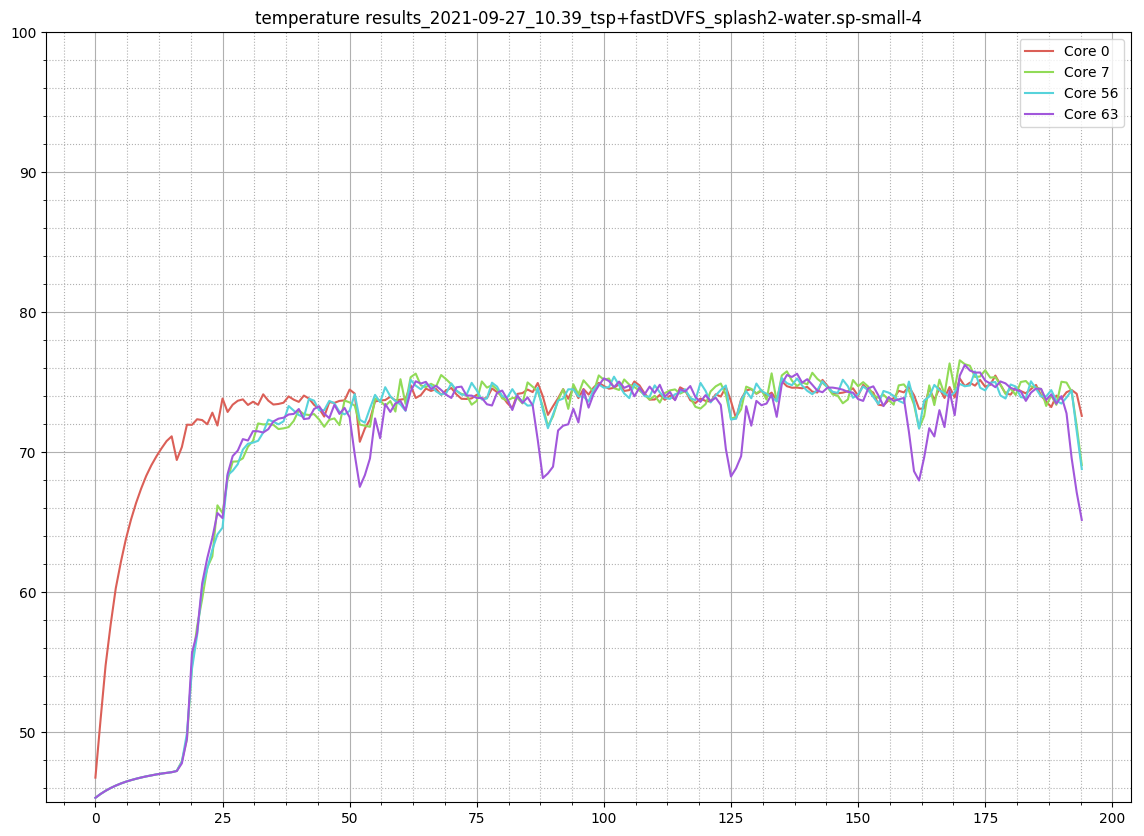 temperature results_2021-09-27_10.39_tsp+fastDVFS_splash2-water.sp-small-4
100
90
80
70
60
50
Core 0
Core 7
Core 56
Core 63
0 25 50 75 100 125 150 175 200